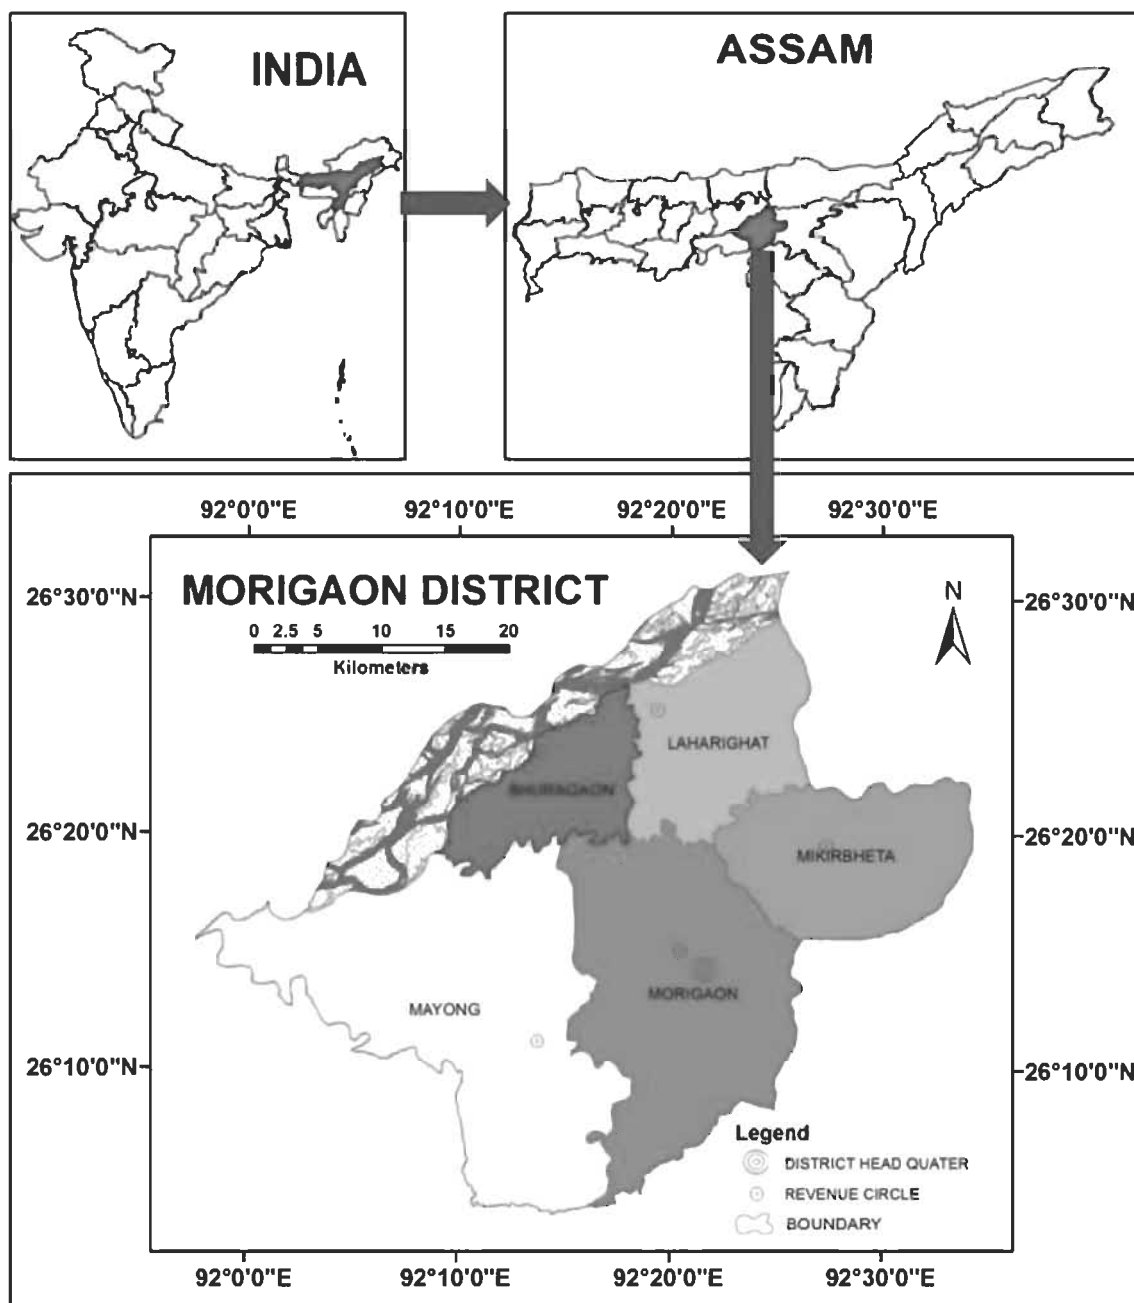 INDIA
ASSAM
92°0'0"E 92°10'0"E 92°20'0"E 92°30'0"E
MORIGAON DISTRICT
N
26°30'0"N 26°30'0"N
0 2.5 5 10 15 20
Kilometers
LAHARIGHAT
BHURAGAON
26°20'0"N 26°20'0"N
MIKIRBHETA
MORIGAON
MAYONG
26°10'0"N 26°10'0"N
Legend
DISTRICT HEAD QUATER
REVENUE CIRCLE
BOUNDARY
92°0'0"E 92°10'0"E 92°20'0"E 92°30'0"E